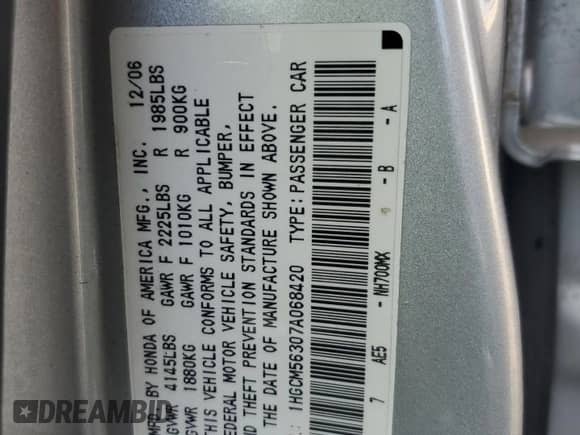 MFD. BY HONDA OF AMERICA MFG., INC. 12/06
GVWR 4145LBS GAWR F 2225LBS R 1985LBS
GVWR 1880KG GAWR F 1010KG R 900KG
THIS VEHICLE CONFORMS TO ALL APPLICABLE
FEDERAL MOTOR VEHICLE SAFETY, BUMPER,
AND THEFT PREVENTION STANDARDS IN EFFECT
ON THE DATE OF MANUFACTURE SHOWN ABOVE.
1HGCM56307A068420 TYPE:PASSENGER CAR
7 AE5 - NH700MX - B - A
DREAMBID